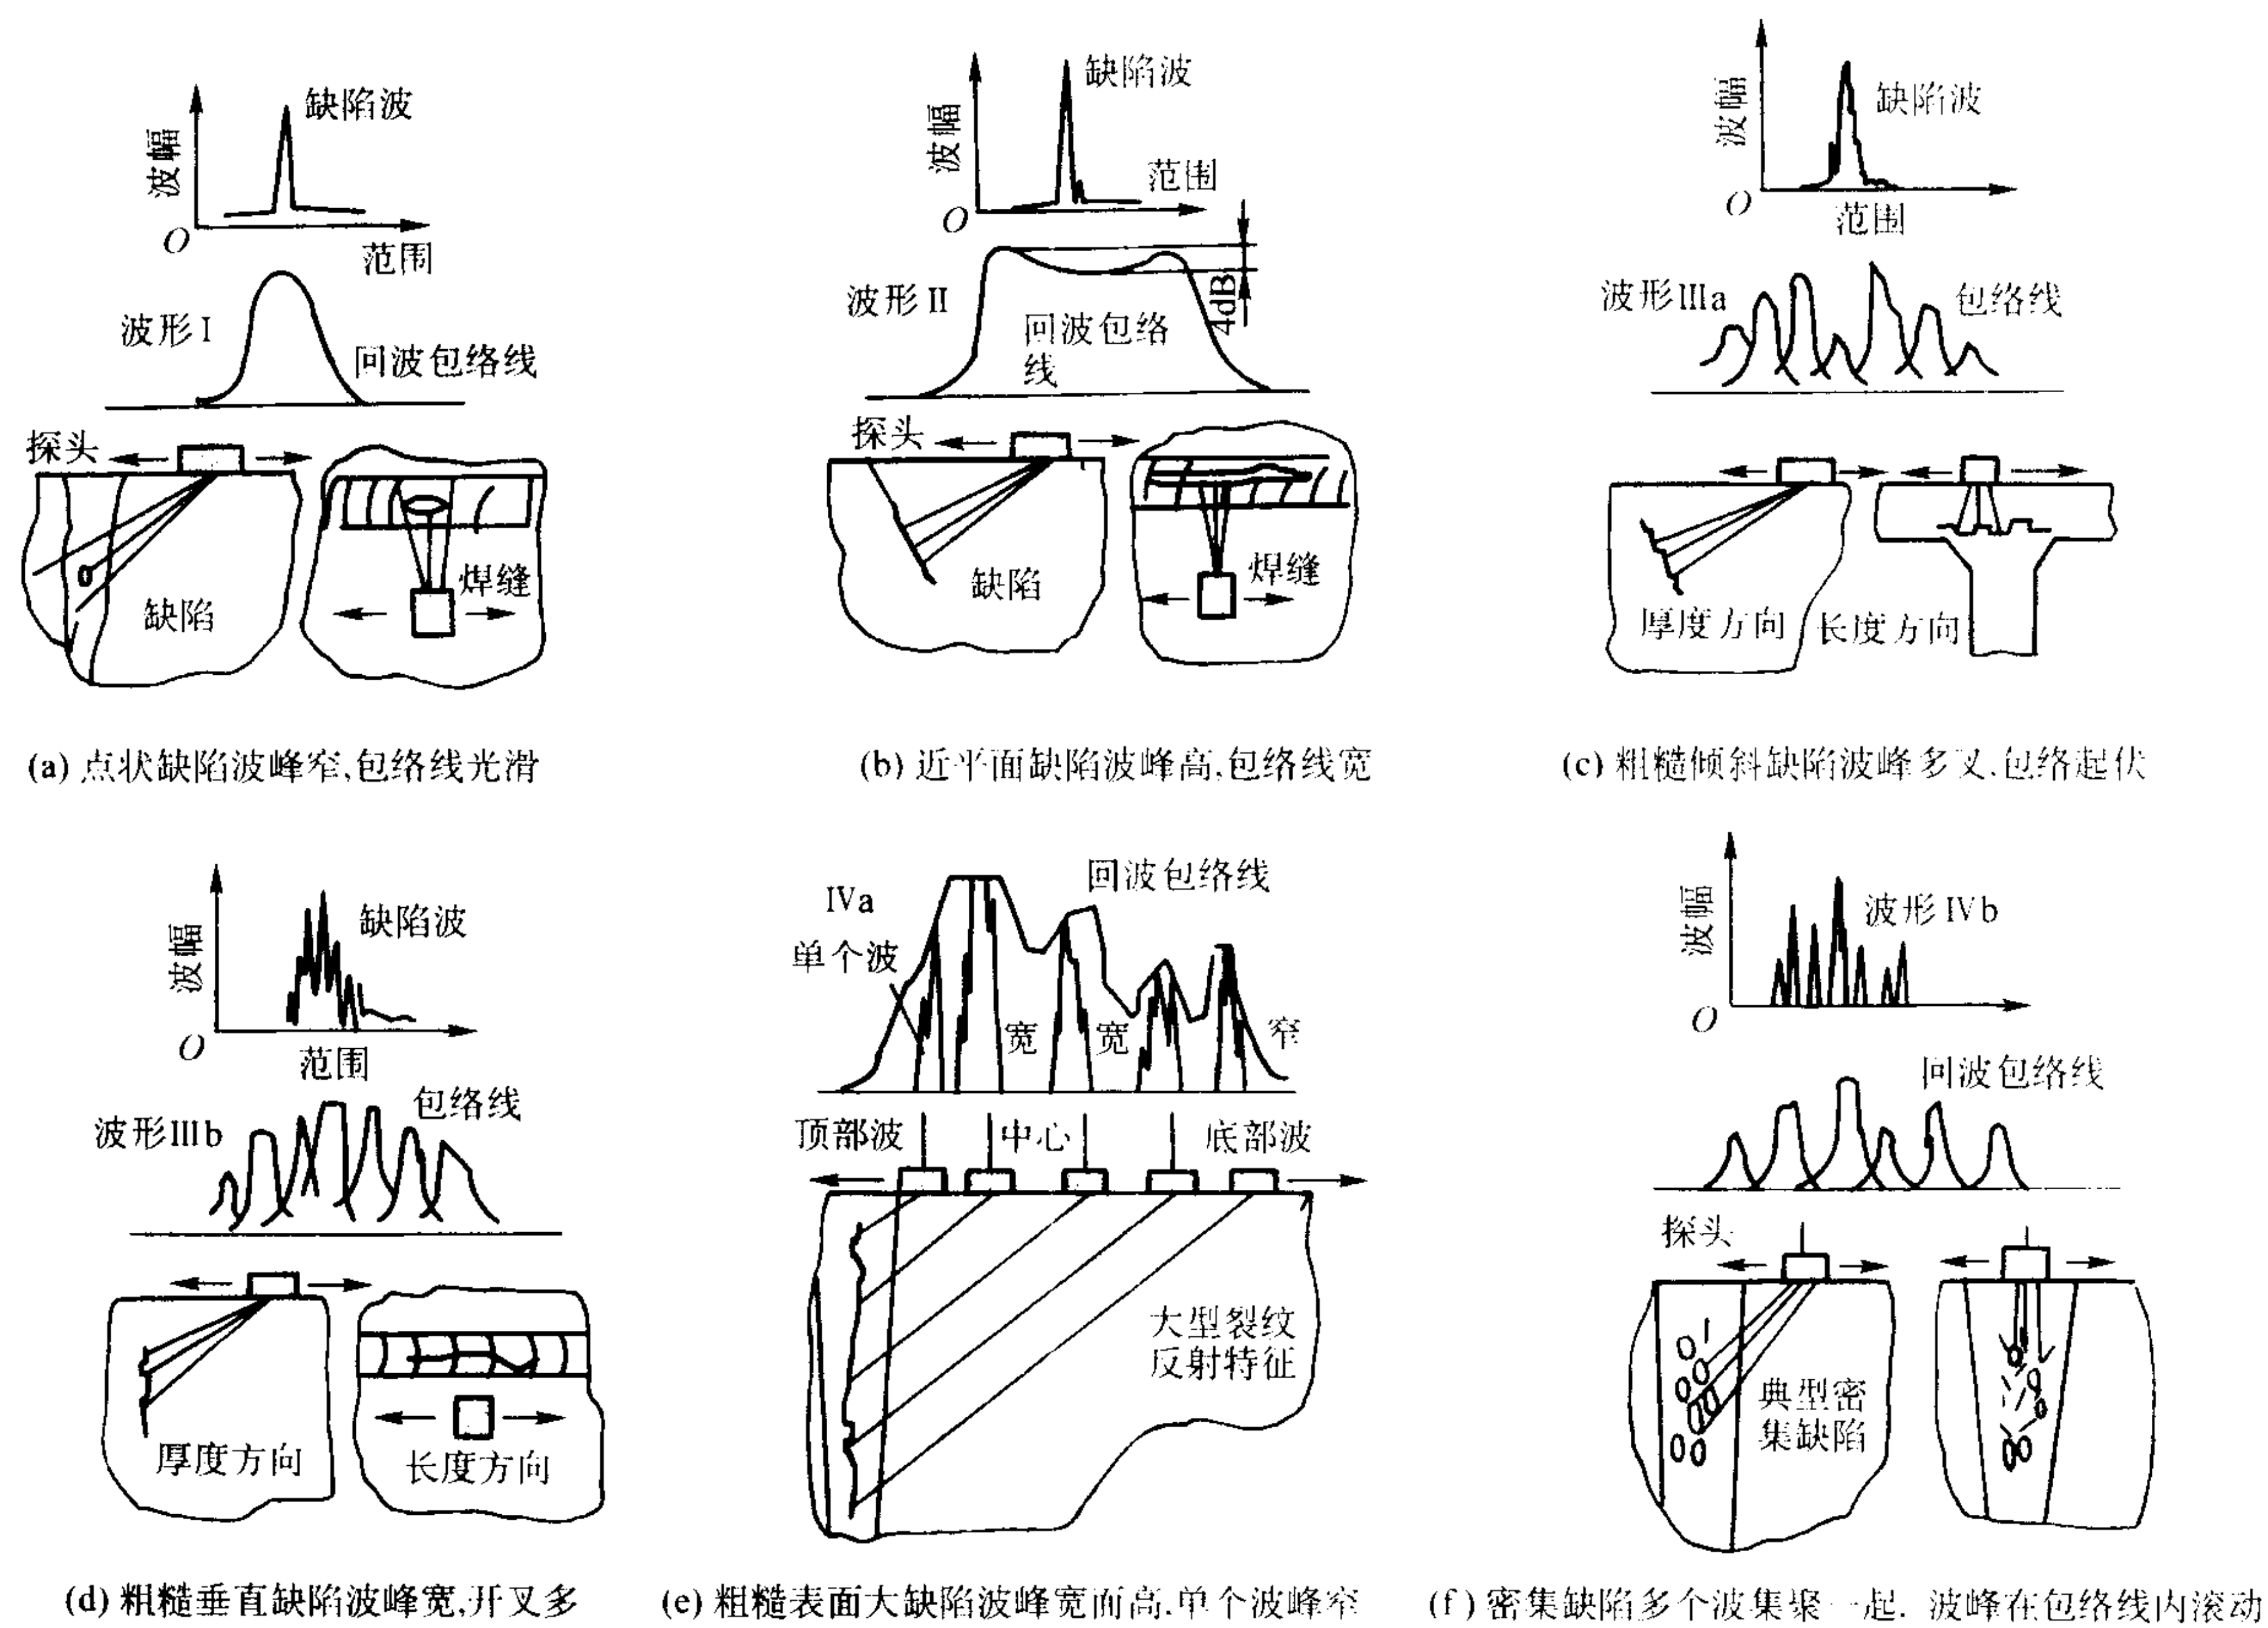 缺陷波
波幅
O
范围
波形 I
回波包络线
探头
缺陷
焊缝
(a) 点状缺陷波峰窄,包络线光滑
缺陷波
波幅
范围
O
波形 II
4dB
回波包络
线
探头
缺陷
焊缝
(b) 近平面缺陷波峰高,包络线宽
缺陷波
波幅
O
范围
波形IIIa
包络线
厚度方向
长度方向
(c) 粗糙倾斜缺陷波峰多叉.包络起伏
缺陷波
波幅
O
范围
包络线
波形IIIb
厚度方向
长度方向
(d) 粗糙垂直缺陷波峰宽,开叉多
回波包络线
IVa
单个波
宽
宽
窄
顶部波
中心
底部波
大型裂纹
反射特征
(e) 粗糙表面大缺陷波峰宽而高.单个波峰窄
波幅
波形 IVb
O
回波包络线
探头
典型密
集缺陷
(f) 密集缺陷多个波集聚一起. 波峰在包络线内滚动